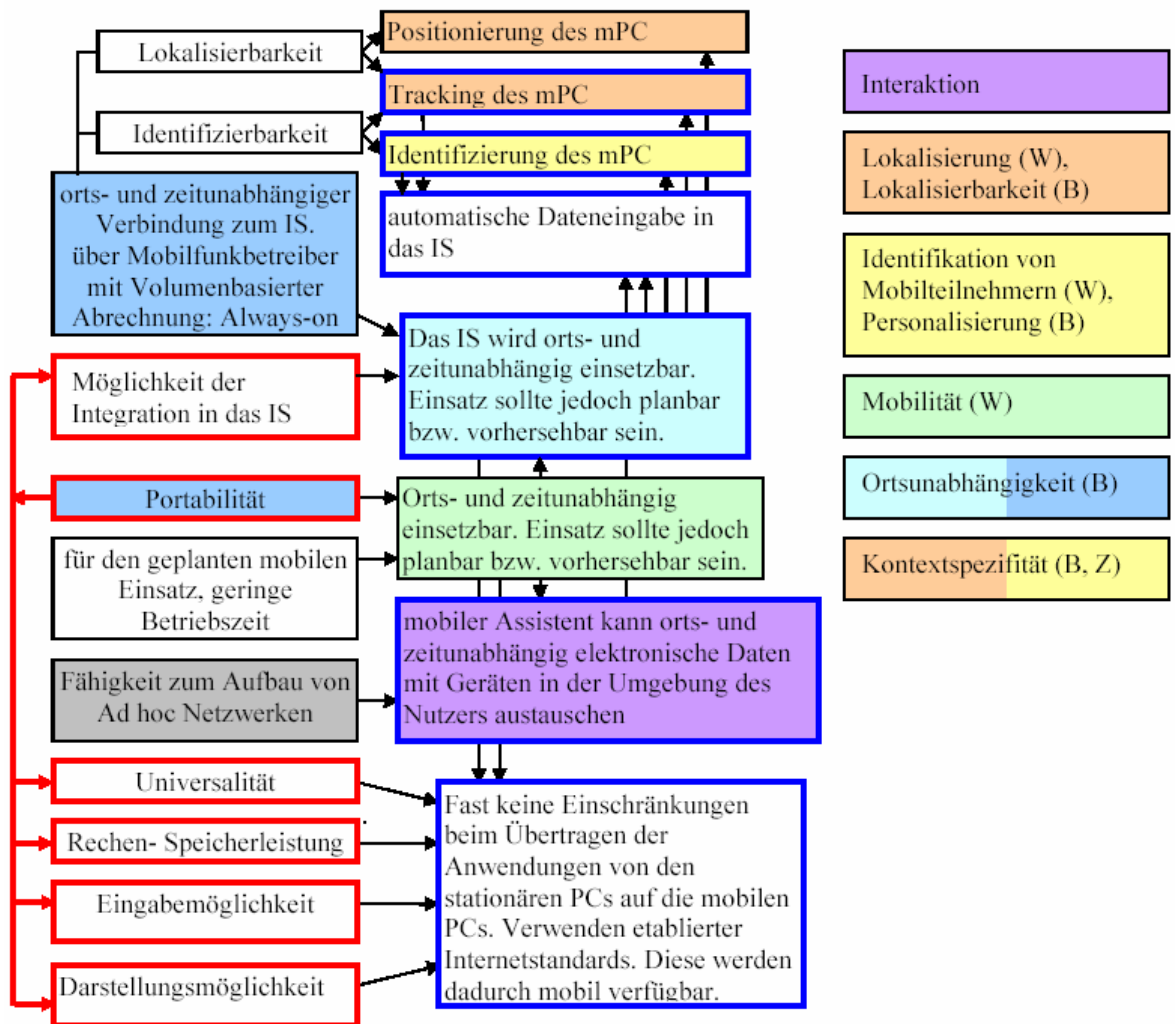 Lokalisierbarkeit
Identifizierbarkeit
orts- und zeitunabhängiger
Verbindung zum IS.
über Mobilfunkbetreiber
mit Volumenbasierter
Abrechnung: Always-on
Möglichkeit der
Integration in das IS
Portabilität
für den geplanten mobilen
Einsatz, geringe
Betriebszeit
Fähigkeit zum Aufbau von
Ad hoc Netzwerken
Universalität
Rechen- Speicherleistung
Eingabemöglichkeit
Darstellungsmöglichkeit
Positionierung des mPC
Tracking des mPC
Identifizierung des mPC
automatische Dateneingabe in
das IS
Das IS wird orts- und
zeitunabhängig einsetzbar.
Einsatz sollte jedoch planbar
bzw. vorhersehbar sein.
Orts- und zeitunabhängig
einsetzbar. Einsatz sollte jedoch
planbar bzw. vorhersehbar sein.
mobiler Assistent kann orts- und
zeitunabhängig elektronische Daten
mit Geräten in der Umgebung des
Nutzers austauschen
Fast keine Einschränkungen
beim Übertragen der
Anwendungen von den
stationären PCs auf die mobilen
PCs. Verwenden etablierter
Internetstandards. Diese werden
dadurch mobil verfügbar.
Interaktion
Lokalisierung (W),
Lokalisierbarkeit (B)
Identifikation von
Mobilteilnehmern (W),
Personalisierung (B)
Mobilität (W)
Ortsunabhängigkeit (B)
Kontextspezifität (B, Z)